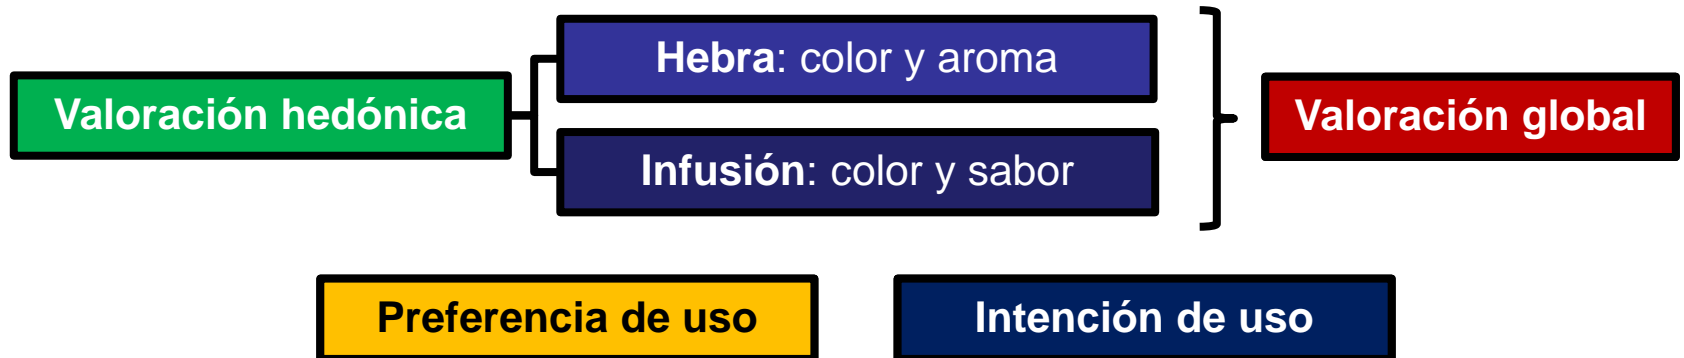 Valoración hedónica
Hebra: color y aroma
Infusión: color y sabor
Valoración global
Preferencia de uso
Intención de uso